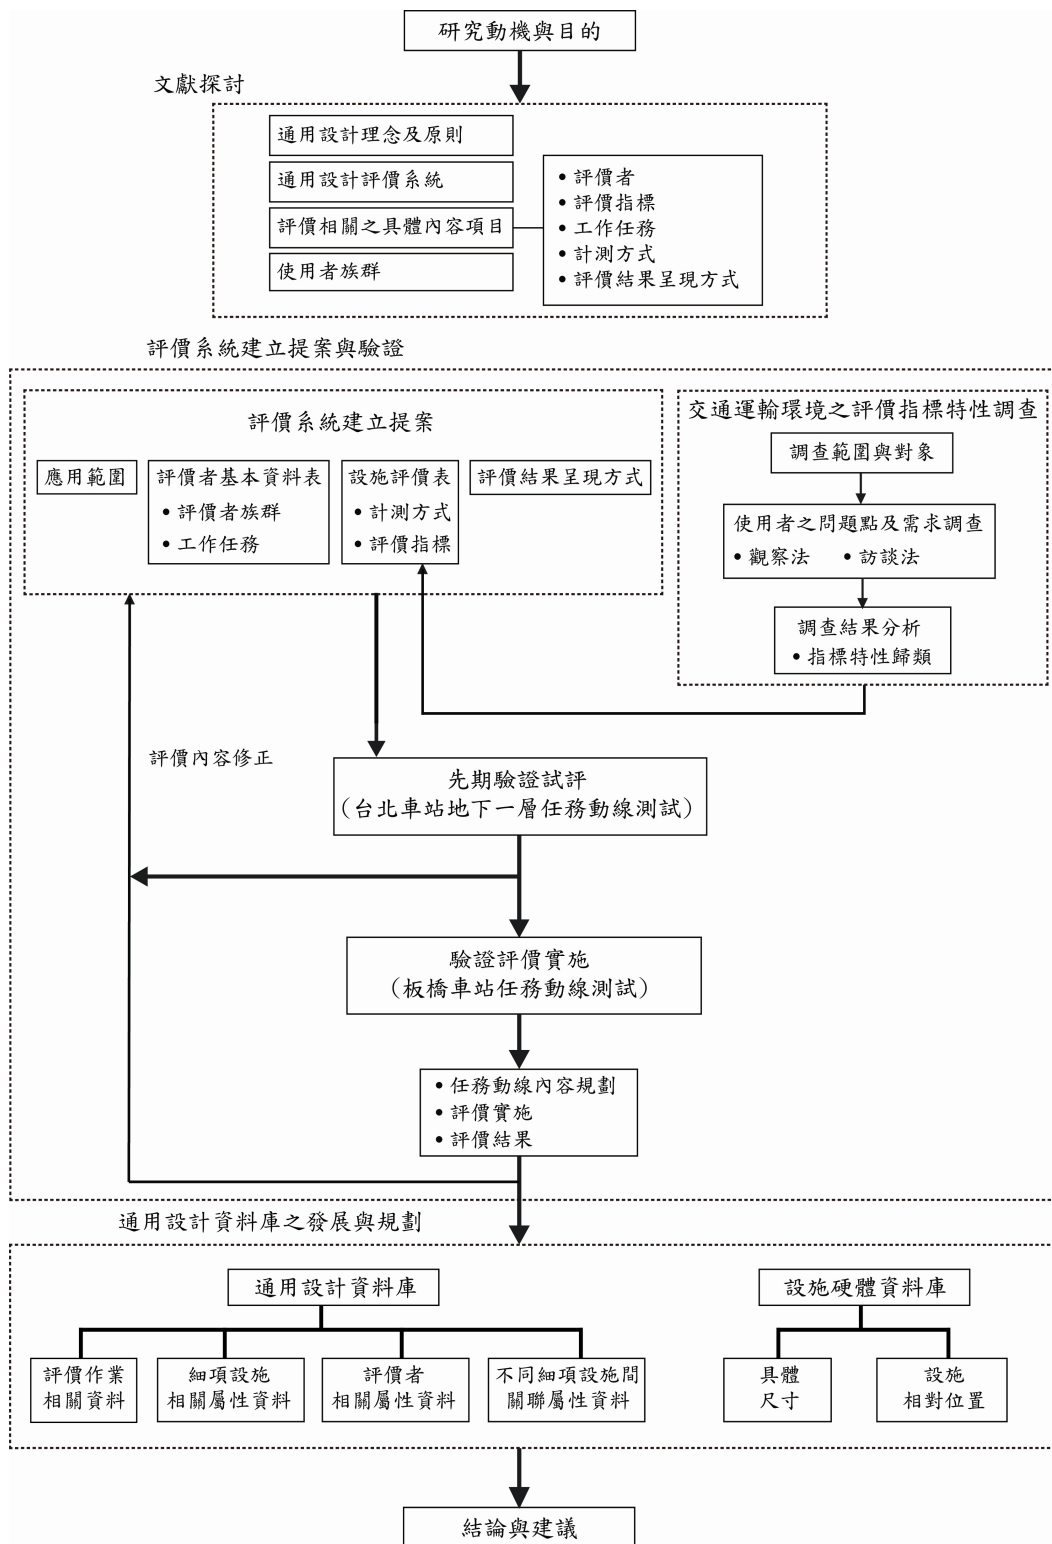 研究動機與目的
文獻探討
通用設計理念及原則
通用設計評價系統
評價相關之具體內容項目
使用者族群
• 評價者
• 評價指標
• 工作任務
• 計測方式
• 評價結果呈現方式
評價系統建立提案與驗證
評價系統建立提案
應用範圍
評價者基本資料表
• 評價者族群
• 工作任務
設施評價表
• 計測方式
• 評價指標
評價結果呈現方式
交通運輸環境之評價指標特性調查
調查範圍與對象
使用者之問題點及需求調查
• 觀察法 • 訪談法
調查結果分析
• 指標特性歸類
評價內容修正
先期驗證試評
（台北車站地下一層任務動線測試）
驗證評價實施
（板橋車站任務動線測試）
• 任務動線內容規劃
• 評價實施
• 評價結果
通用設計資料庫之發展與規劃
通用設計資料庫
評價作業
相關資料
細項設施
相關屬性資料
評價者
相關屬性資料
不同細項設施間
關聯屬性資料
設施硬體資料庫
具體
尺寸
設施
相對位置
結論與建議